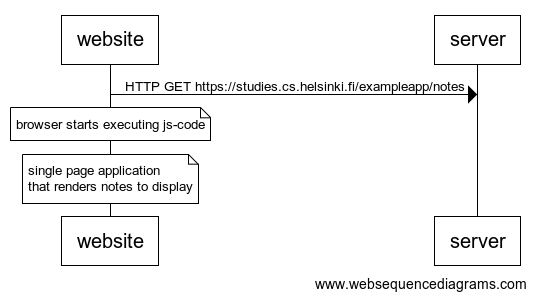 website
server
HTTP GET https://studies.cs.helsinki.fi/exampleapp/notes
browser starts executing js-code
single page application
that renders notes to display
website
server
www.websequencediagrams.com